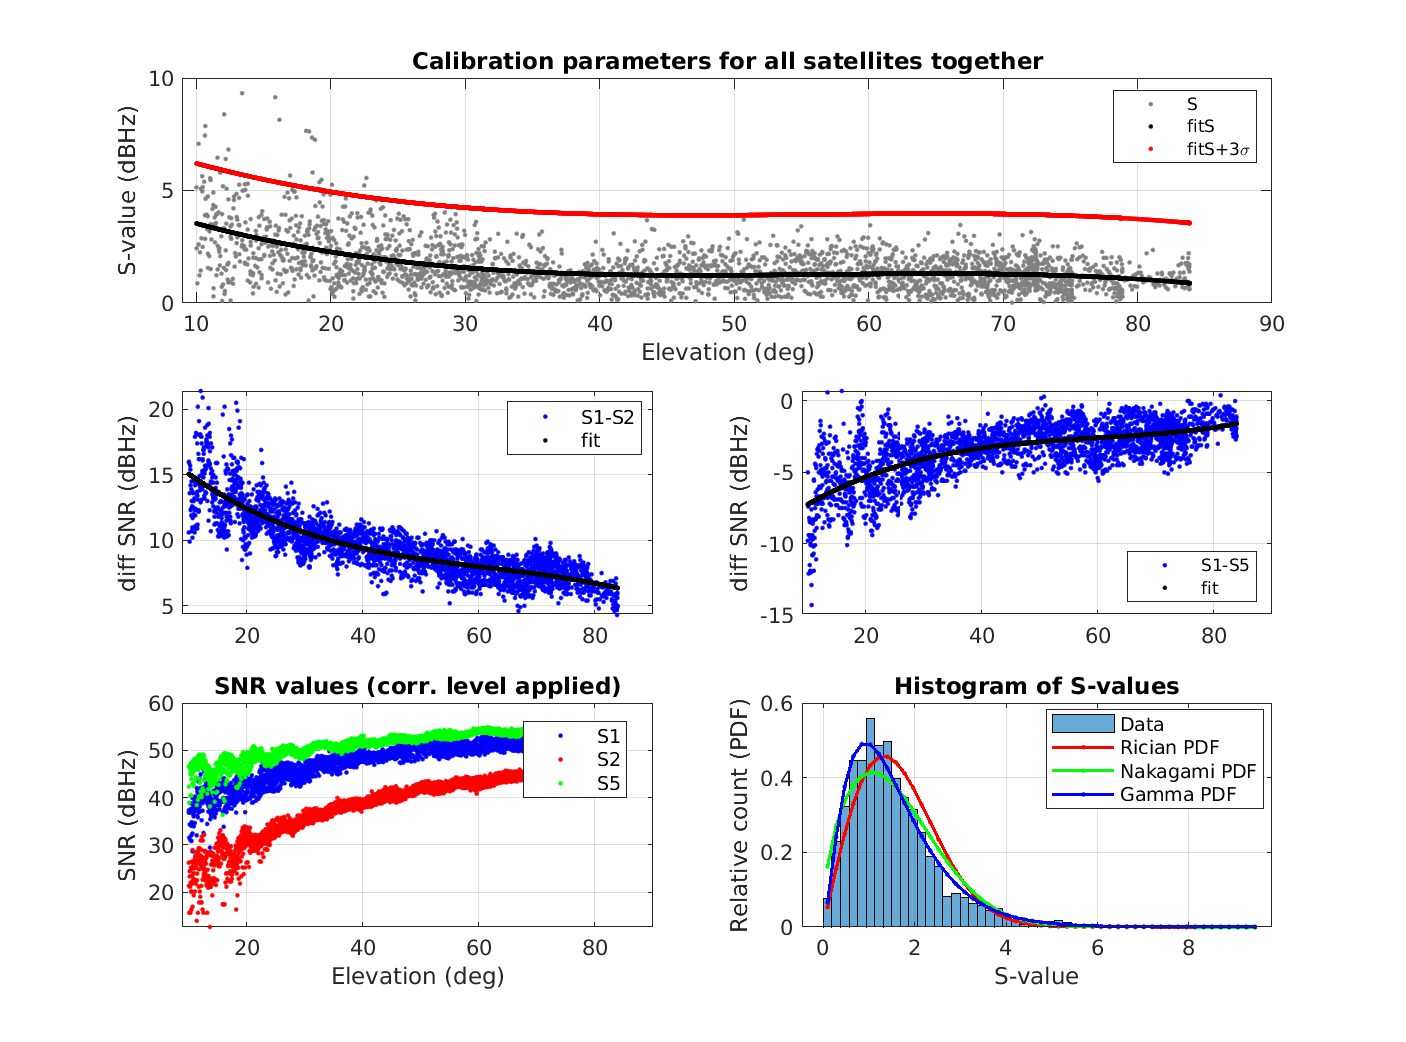 Calibration parameters for all satellites together
S-value (dBHz)
10
5
0
S
fitS
fitS+3σ
10 20 30 40 50 60 70 80 90
Elevation (deg)
diff SNR (dBHz)
20
15
10
5
S1-S2
fit
20 40 60 80
diff SNR (dBHz)
0
-5
-10
-15
S1-S5
fit
20 40 60 80
SNR values (corr. level applied)
SNR (dBHz)
60
50
40
30
20
S1
S2
S5
20 40 60 80
Elevation (deg)
Histogram of S-values
Relative count (PDF)
0.6
0.4
0.2
0
Data
Rician PDF
Nakagami PDF
Gamma PDF
0 2 4 6 8
S-value